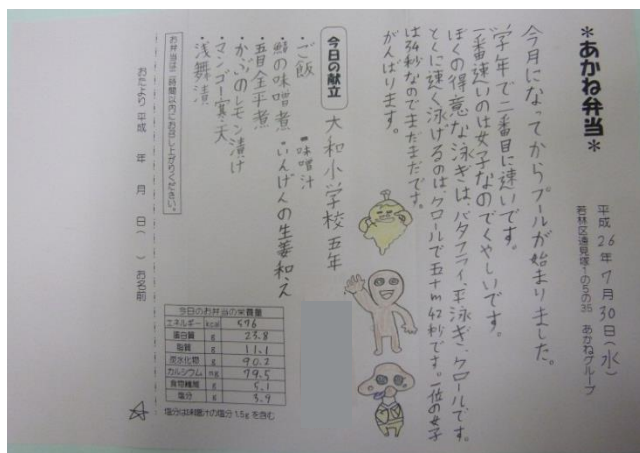 *あかね弁当*
平成 26年 7月 30日(水)
若林区遠見塚1の5の35 あかねグループ
今月になってからプールが始まりました。
学年で二番目に速いです。
一番速いのは女子なのでくやしいです。
ぼくの得意な泳ぎは、バタフライ、平泳ぎ、クロールです。
とくに速く泳げるのは、クロールで五十m42秒です。一位の女子
は34秒なのでまだまだです。
がんばります。
大和小学校 五年
今日の献立
・ご飯 ・味噌汁
・鯖の味噌煮 ・いんげんの生姜和え
・五目金平煮
・かぶのレモン漬け
・マンゴー寒天
・浅舞漬
今日のお弁当の栄養量
エネルギー kcal 596
蛋白質 g 23.8
脂質 g 11.1
炭水化物 g 90.2
カルシウム mg 79.5
食物繊維 g 5.1
塩分 g 3.9
塩分は味噌汁の塩分 1.5gを含む
お弁当は二時間以内にお召し上がりください。
おたより 平成 年 月 日( ) お名前